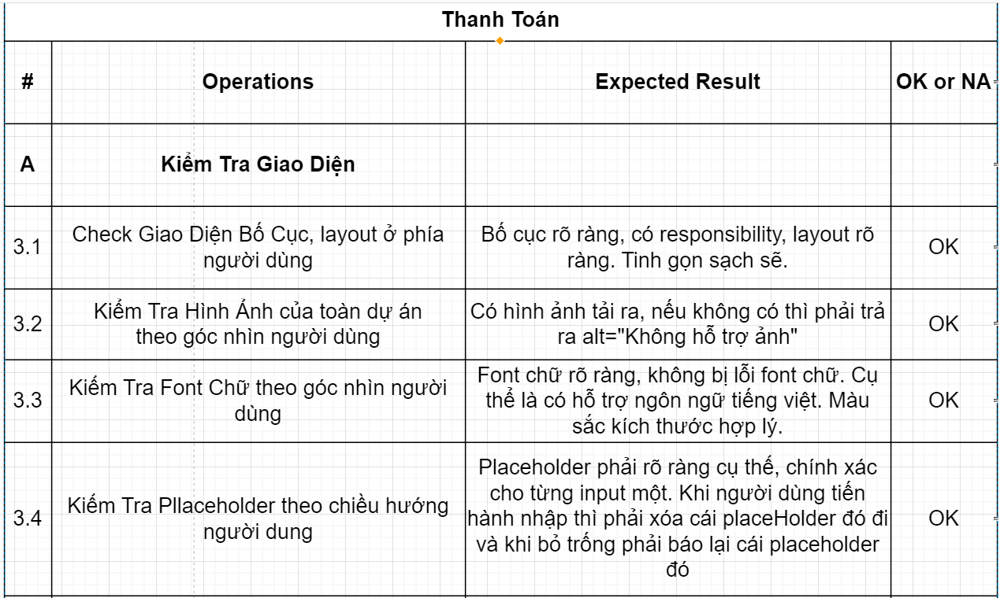 Thanh Toán
# Operations Expected Result OK or NA
A Kiểm Tra Giao Diện
3.1
Check Giao Diện Bố Cục, layout ở phía
người dùng
Bố cục rõ ràng, có responsibility, layout rõ
ràng. Tinh gọn sạch sẽ.
OK
3.2
Kiểm Tra Hình Ảnh của toàn dự án
theo góc nhìn người dùng
Có hình ảnh tải ra, nếu không có thì phải trả
ra alt="Không hỗ trợ ảnh"
OK
3.3
Kiếm Tra Font Chữ theo góc nhìn người
dùng
Font chữ rõ ràng, không bị lỗi font chữ. Cụ
thể là có hỗ trợ ngôn ngữ tiếng việt. Màu
sắc kích thước hợp lý.
OK
3.4
Kiếm Tra Pllaceholder theo chiều hướng
người dung
Placeholder phải rõ ràng cụ thế, chính xác
cho từng input một. Khi người dùng tiến
hành nhập thì phải xóa cái placeHolder đó đi
và khi bỏ trống phải báo lại cái placeholder
đó
OK